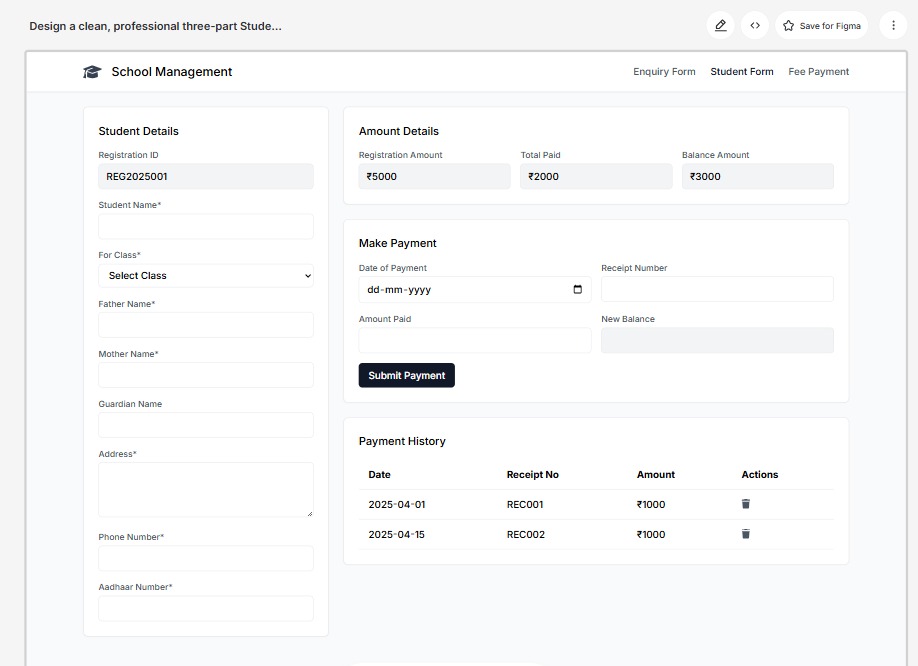 Design a clean, professional three-part Stude...
Save for Figma
School Management
Enquiry Form Student Form Fee Payment
Student Details
Registration ID
REG2025001
Student Name*
For Class*
Select Class
Father Name*
Mother Name*
Guardian Name
Address*
Phone Number*
Aadhaar Number*
Amount Details
Registration Amount Total Paid Balance Amount
₹5000 ₹2000 ₹3000
Make Payment
Date of Payment Receipt Number
dd-mm-yyyy
Amount Paid New Balance
Submit Payment
Payment History
Date Receipt No Amount Actions
2025-04-01 REC001 ₹1000
2025-04-15 REC002 ₹1000